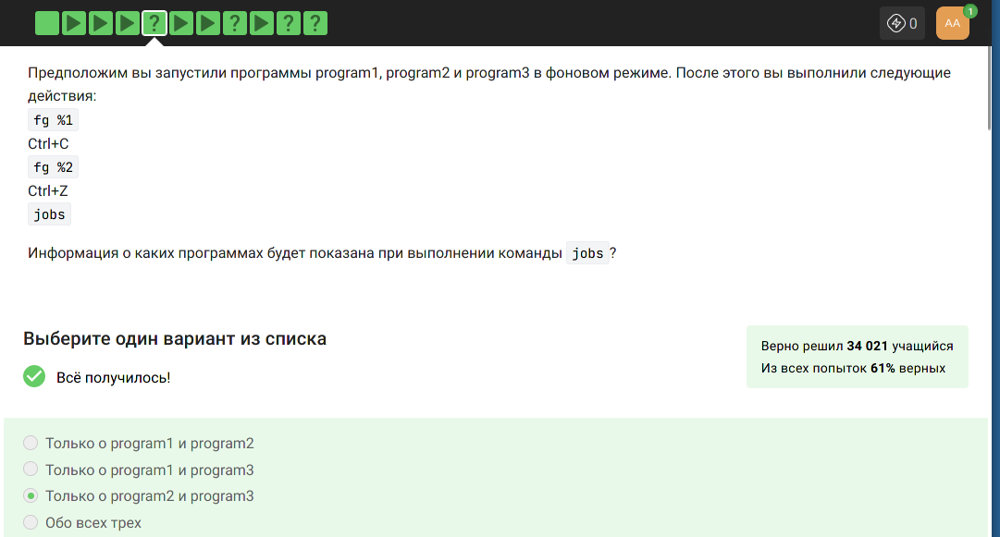 ? ? ? ?
0
AA
1
Предположим вы запустили программы program1, program2 и program3 в фоновом режиме. После этого вы выполнили следующие
действия:
fg %1
Ctrl+C
fg %2
Ctrl+Z
jobs
Информация о каких программах будет показана при выполнении команды jobs ?
Выберите один вариант из списка
Верно решил 34 021 учащийся
Всё получилось!
Из всех попыток 61% верных
Только о program1 и program2
Только о program1 и program3
Только о program2 и program3
Обо всех трех